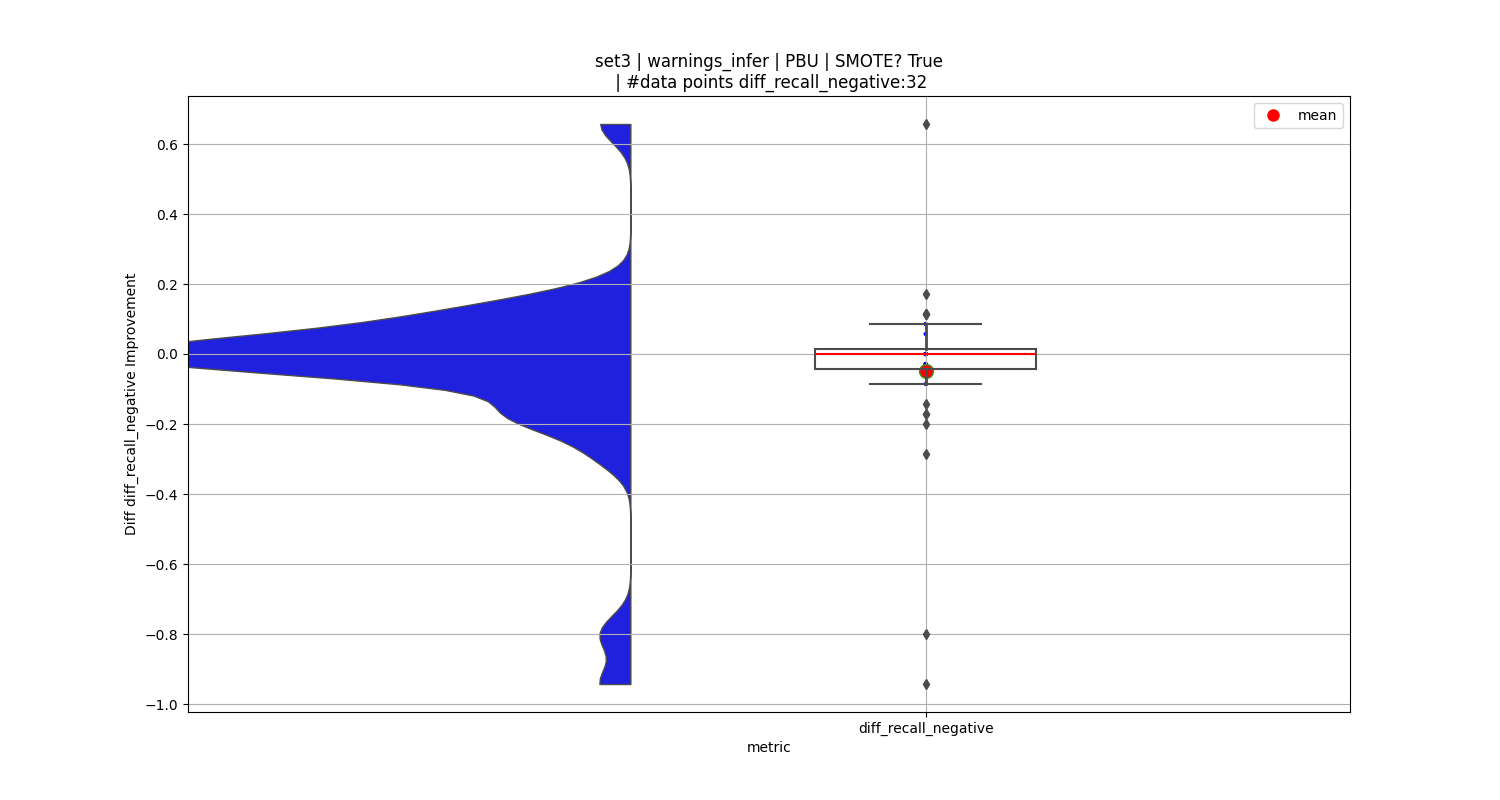 set3 | warnings_infer | PBU | SMOTE? True
| #data points diff_recall_negative:32
mean
0.6
0.4
0.2
0.0
−0.2
−0.4
−0.6
−0.8
−1.0
Diff diff_recall_negative Improvement
diff_recall_negative
metric